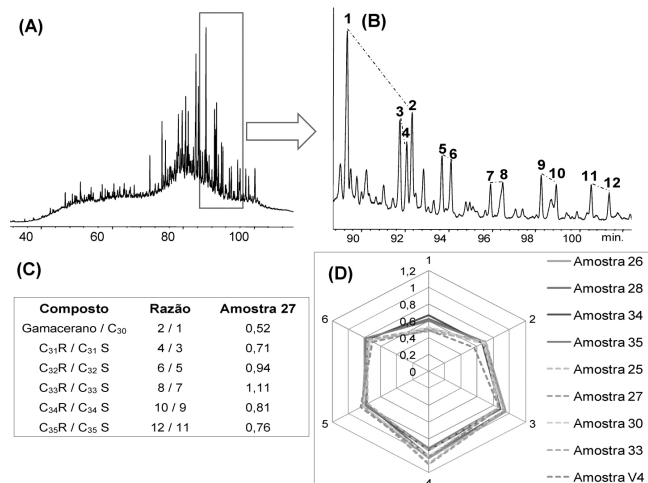 (A)
40 60 80 100
(B)
1
2
3
4
5
6
7 8
9
10
11
12
90 92 94 96 98 100 min.
(C)
Composto Razão Amostra 27
Gamacerano / C30 2 / 1 0,52
C31R / C31 S 4 / 3 0,71
C32R / C32 S 6 / 5 0,94
C33R / C33 S 8 / 7 1,11
C34R / C34 S 10 / 9 0,81
C35R / C35 S 12 / 11 0,76
(D)
1
1,2
1
0,8
0,6
0,4
0,2
0
2
3
4
5
6
Amostra 26
Amostra 28
Amostra 34
Amostra 35
Amostra 25
Amostra 27
Amostra 30
Amostra 33
Amostra V4